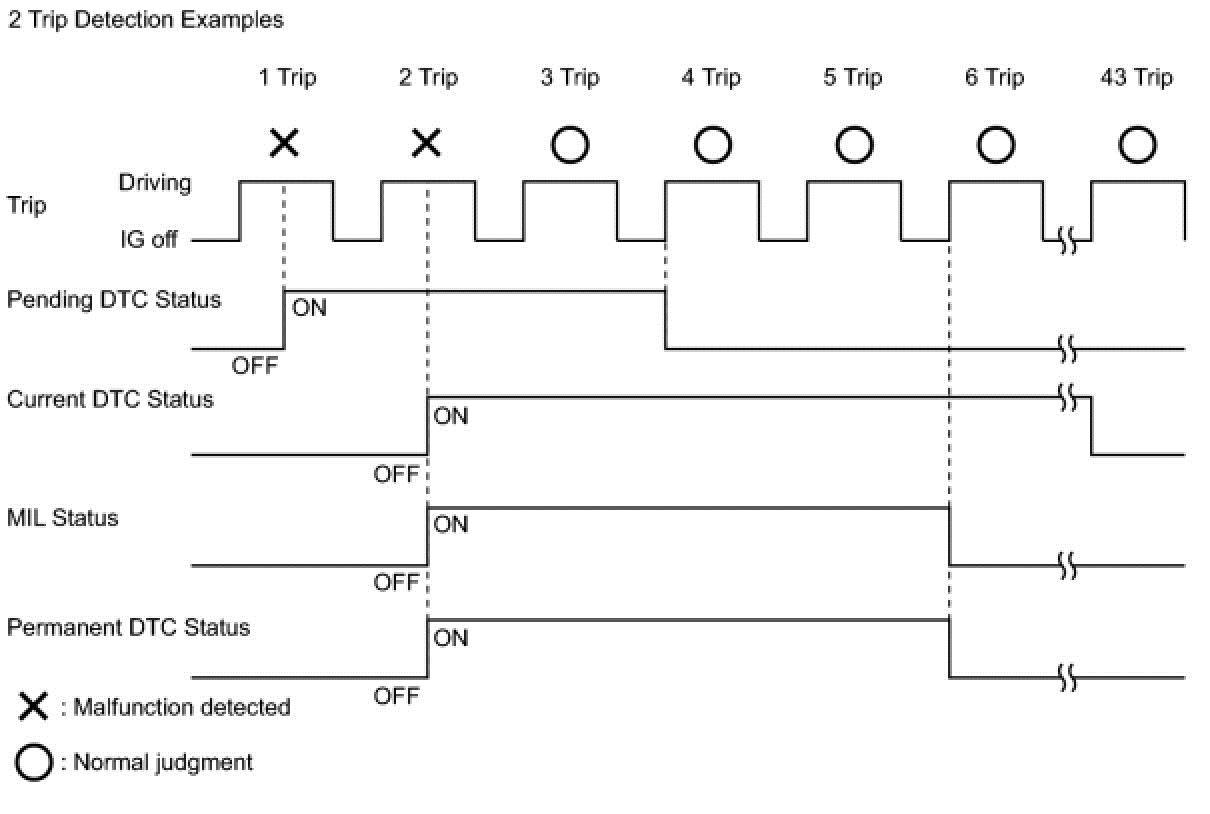 2 Trip Detection Examples
1 Trip 2 Trip 3 Trip 4 Trip 5 Trip 6 Trip 43 Trip
Driving
Trip
IG off
Pending DTC Status
ON
OFF
Current DTC Status
ON
OFF
MIL Status
ON
OFF
Permanent DTC Status
ON
OFF
: Malfunction detected
: Normal judgment